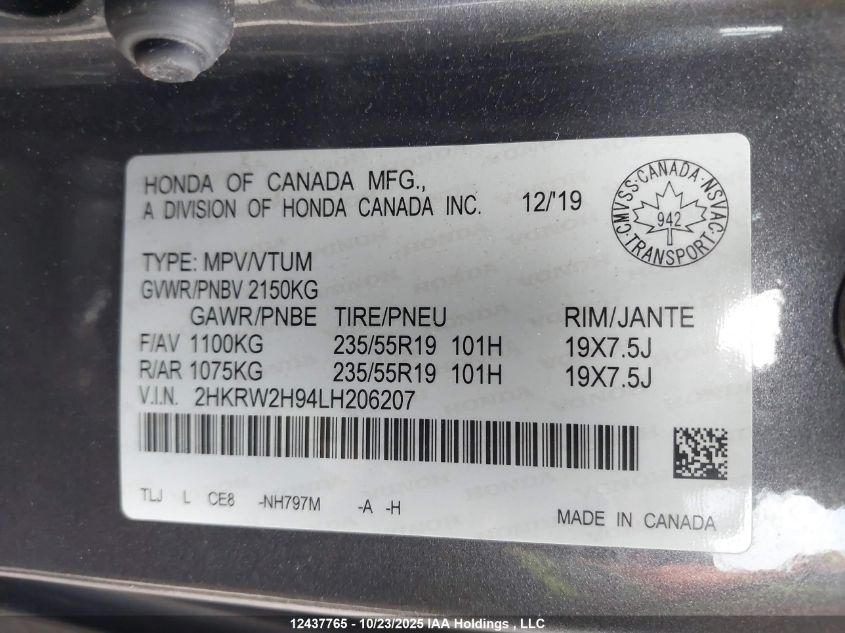 HONDA OF CANADA MFG.,
A DIVISION OF HONDA CANADA INC. 12/'19
CMVSS·CANADA·NSVAC·TRANSPORT·
942
TYPE: MPV/VTUM
GVWR/PNBV 2150KG
GAWR/PNBE TIRE/PNEU RIM/JANTE
F/AV 1100KG 235/55R19 101H 19X7.5J
R/AR 1075KG 235/55R19 101H 19X7.5J
V.I.N. 2HKRW2H94LH206207
TLJ L CE8 -NH797M -A -H
MADE IN CANADA
12437765 - 10/23/2025 IAA Holdings , LLC